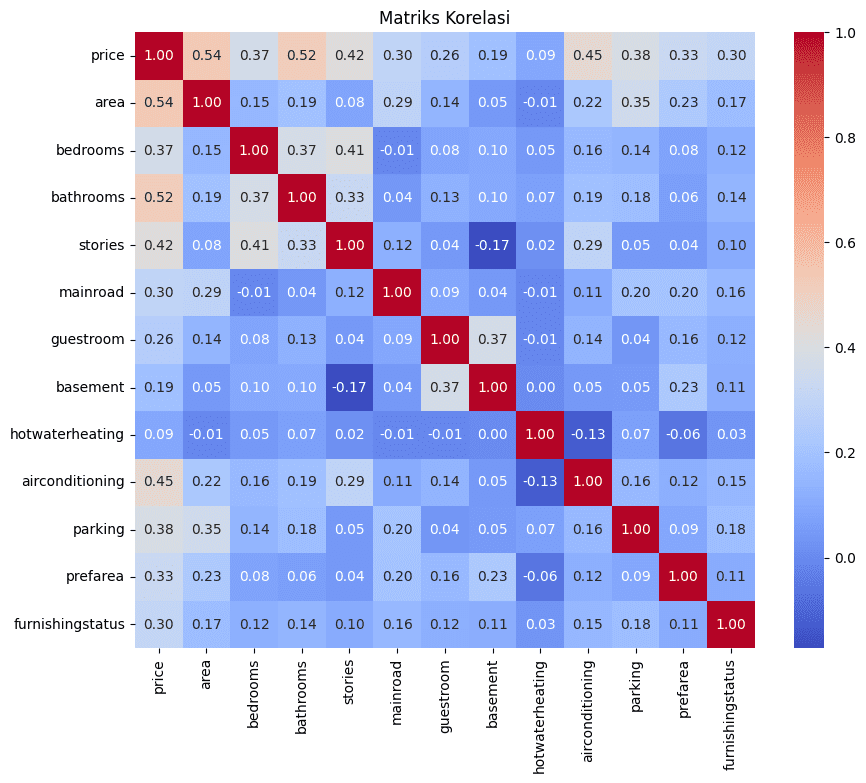 Matriks Korelasi
price 1.00 0.54 0.37 0.52 0.42 0.30 0.26 0.19 0.09 0.45 0.38 0.33 0.30
area 0.54 1.00 0.15 0.19 0.08 0.29 0.14 0.05 -0.01 0.22 0.35 0.23 0.17
bedrooms 0.37 0.15 1.00 0.37 0.41 -0.01 0.08 0.10 0.05 0.16 0.14 0.08 0.12
bathrooms 0.52 0.19 0.37 1.00 0.33 0.04 0.13 0.10 0.07 0.19 0.18 0.06 0.14
stories 0.42 0.08 0.41 0.33 1.00 0.12 0.04 -0.17 0.02 0.29 0.05 0.04 0.10
mainroad 0.30 0.29 -0.01 0.04 0.12 1.00 0.09 0.04 -0.01 0.11 0.20 0.20 0.16
guestroom 0.26 0.14 0.08 0.13 0.04 0.09 1.00 0.37 -0.01 0.14 0.04 0.16 0.12
basement 0.19 0.05 0.10 0.10 -0.17 0.04 0.37 1.00 0.00 0.05 0.05 0.23 0.11
hotwaterheating 0.09 -0.01 0.05 0.07 0.02 -0.01 -0.01 0.00 1.00 -0.13 0.07 -0.06 0.03
airconditioning 0.45 0.22 0.16 0.19 0.29 0.11 0.14 0.05 -0.13 1.00 0.16 0.12 0.15
parking 0.38 0.35 0.14 0.18 0.05 0.20 0.04 0.05 0.07 0.16 1.00 0.09 0.18
prefarea 0.33 0.23 0.08 0.06 0.04 0.20 0.16 0.23 -0.06 0.12 0.09 1.00 0.11
furnishingstatus 0.30 0.17 0.12 0.14 0.10 0.16 0.12 0.11 0.03 0.15 0.18 0.11 1.00
price
area
bedrooms
bathrooms
stories
mainroad
guestroom
basement
hotwaterheating
airconditioning
parking
prefarea
furnishingstatus
1.0
0.8
0.6
0.4
0.2
0.0